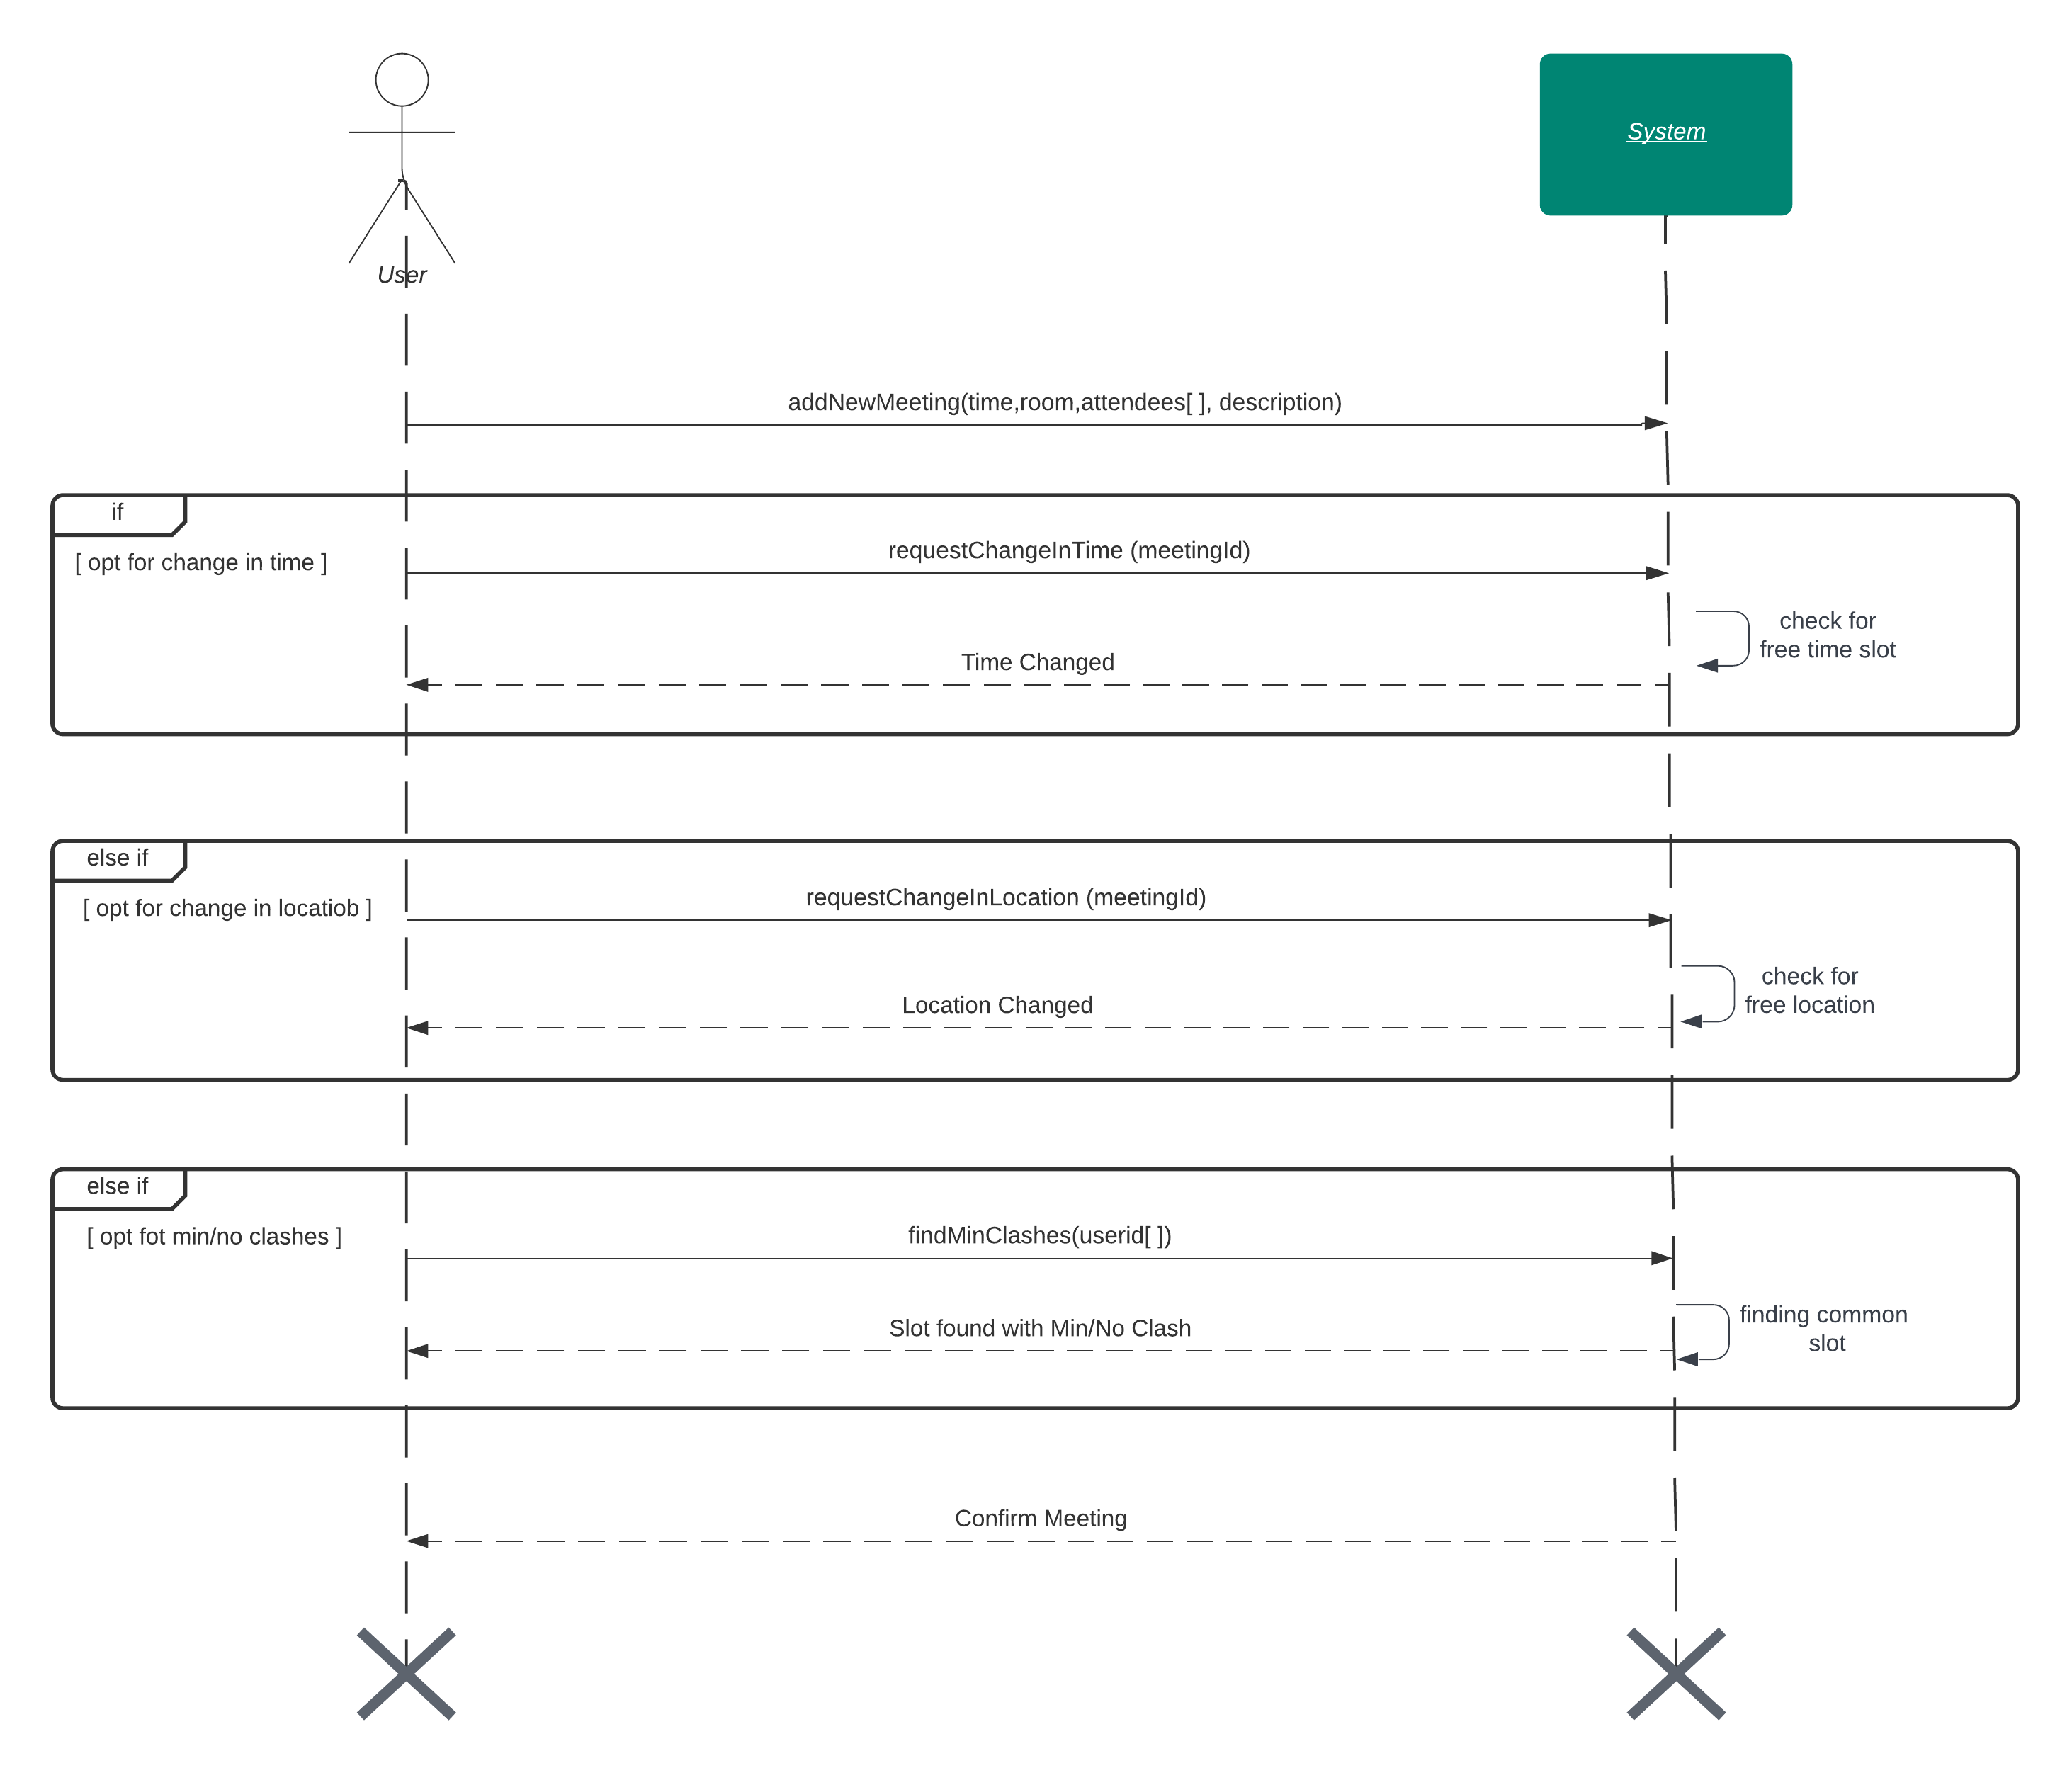 System
User
addNewMeeting(time,room,attendees[ ], description)
if
[ opt for change in time ]
requestChangeInTime (meetingId)
check for
free time slot
Time Changed
else if
[ opt for change in locatiob ]
requestChangeInLocation (meetingId)
check for
free location
Location Changed
else if
[ opt fot min/no clashes ]
findMinClashes(userid[ ])
finding common
slot
Slot found with Min/No Clash
Confirm Meeting